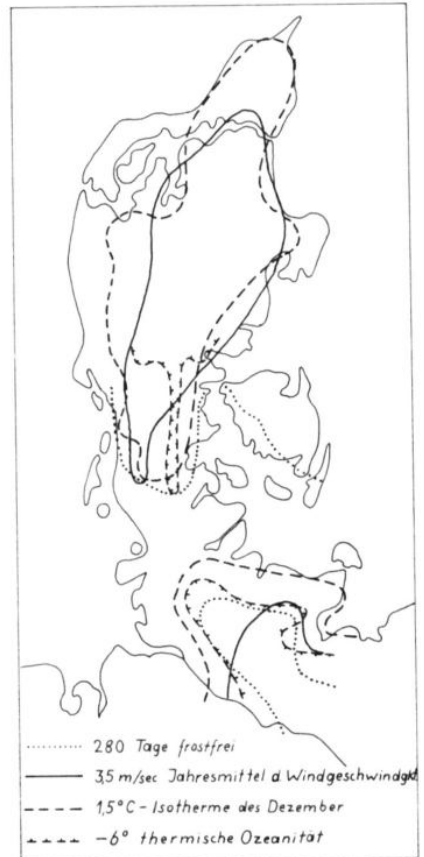 280 Tage frostfrei
3,5 m/sec Jahresmittel d. Windgeschwindgkt.
1,5°C-Isotherme des Dezember
-6° thermische Ozeanität